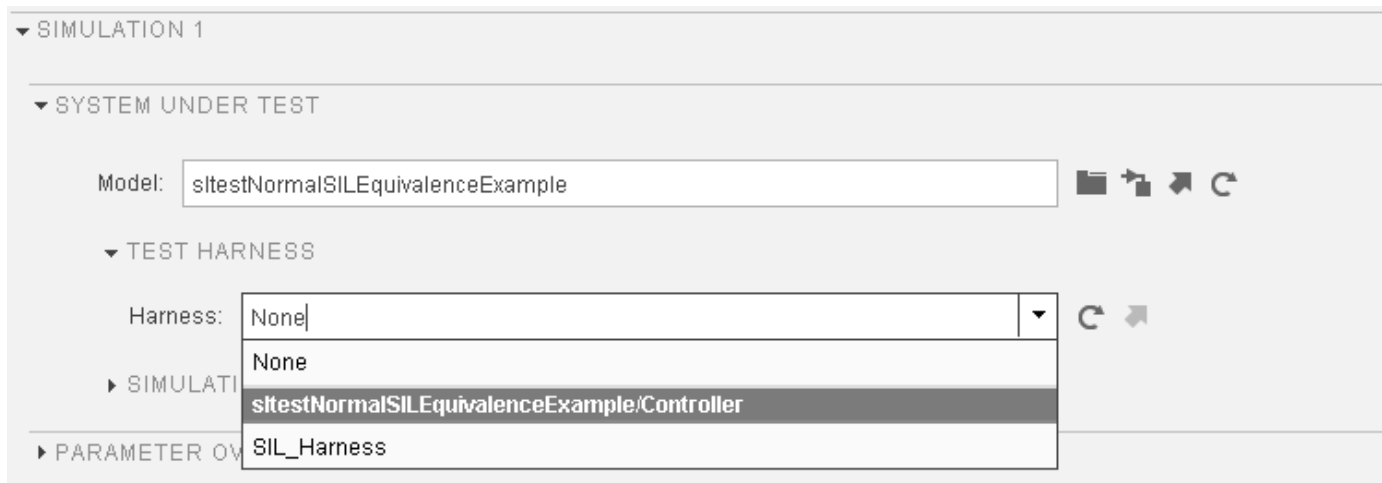 SIMULATION 1
SYSTEM UNDER TEST
Model: sltestNormalSILEquivalenceExample
TEST HARNESS
Harness: None
None
SIMULATI
sltestNormalSILEquivalenceExample/Controller
SIL_Harness
PARAMETER OV